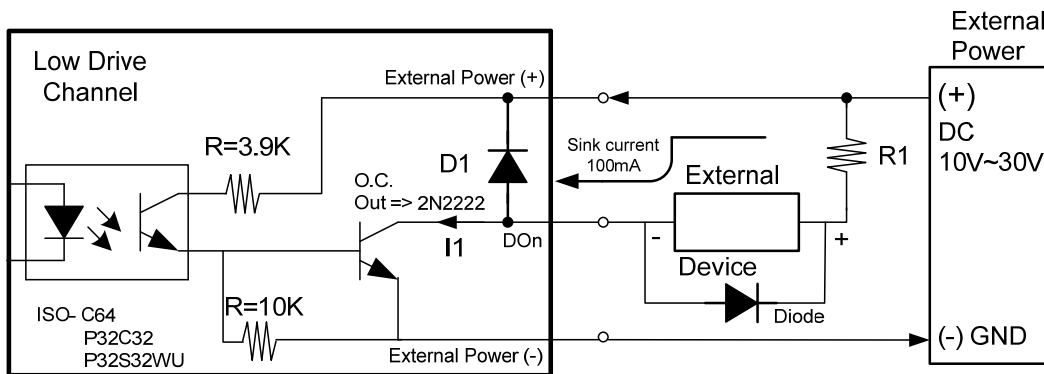 Low Drive
Channel
External Power (+)
External
Power
(+)
DC
10V~30V
R=3.9K
D1
Sink current
100mA
R1
O.C.
Out => 2N2222
External
I1
DOn
-
+
Device
Diode
R=10K
ISO- C64
P32C32
P32S32WU
External Power (-)
(-) GND